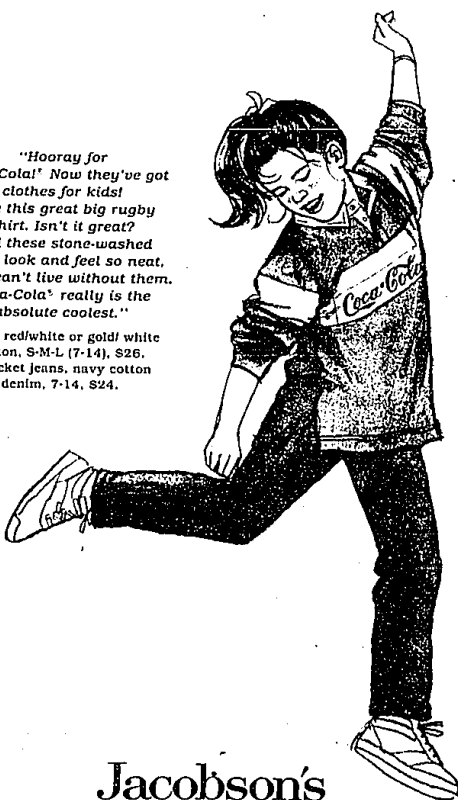 "Hooray for
Cola!" Now they've got
clothes for kids!
this great big rugby
hirt. Isn't it great?
these stone-washed
look and feel so neat,
can't live without them.
a-Cola® really is the
absolute coolest."
red/white or gold/ white
on, S-M-L (7-14), $26.
cket jeans, navy cotton
denim, 7-14, $24.
Coca-Cola
Jacobson's